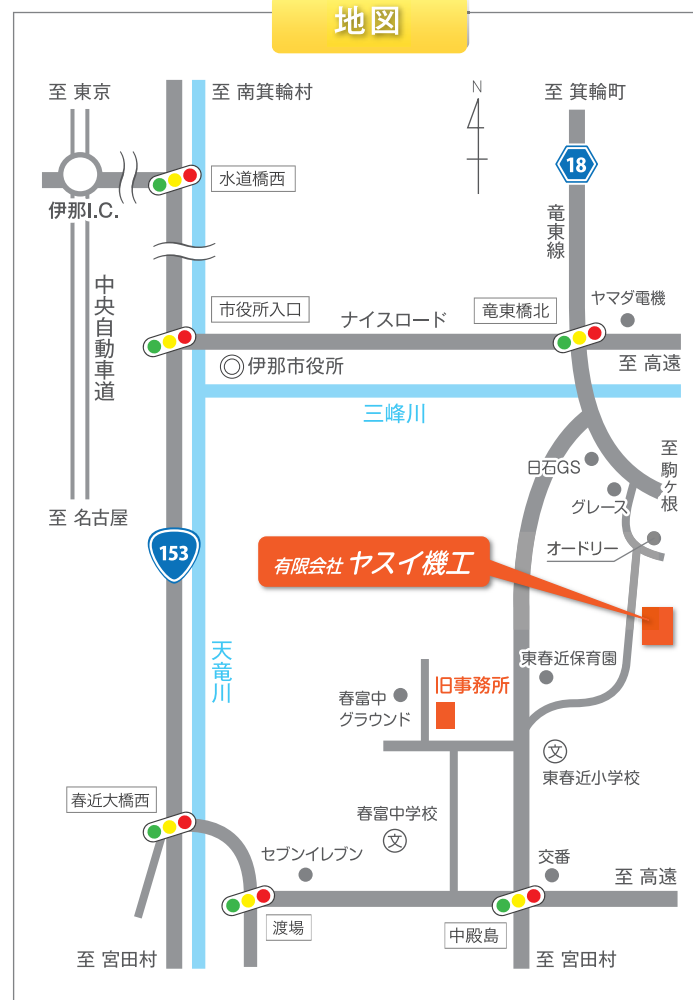 地図
至 東京
至 南箕輪村
N
至 箕輪町
18
水道橋西
伊那I.C.
竜東線
中央自動車道
市役所入口
ナイスロード
竜東橋北
ヤマダ電機
伊那市役所
至 高遠
三峰川
至 駒ヶ根
日石GS
グレース
至 名古屋
153
オードリー
有限会社 ヤスイ機工
天竜川
東春近保育園
旧事務所
春富中
グラウンド
文
東春近小学校
春近大橋西
春富中学校
文
セブンイレブン
交番
至 高遠
渡場
中殿島
至 宮田村
至 宮田村